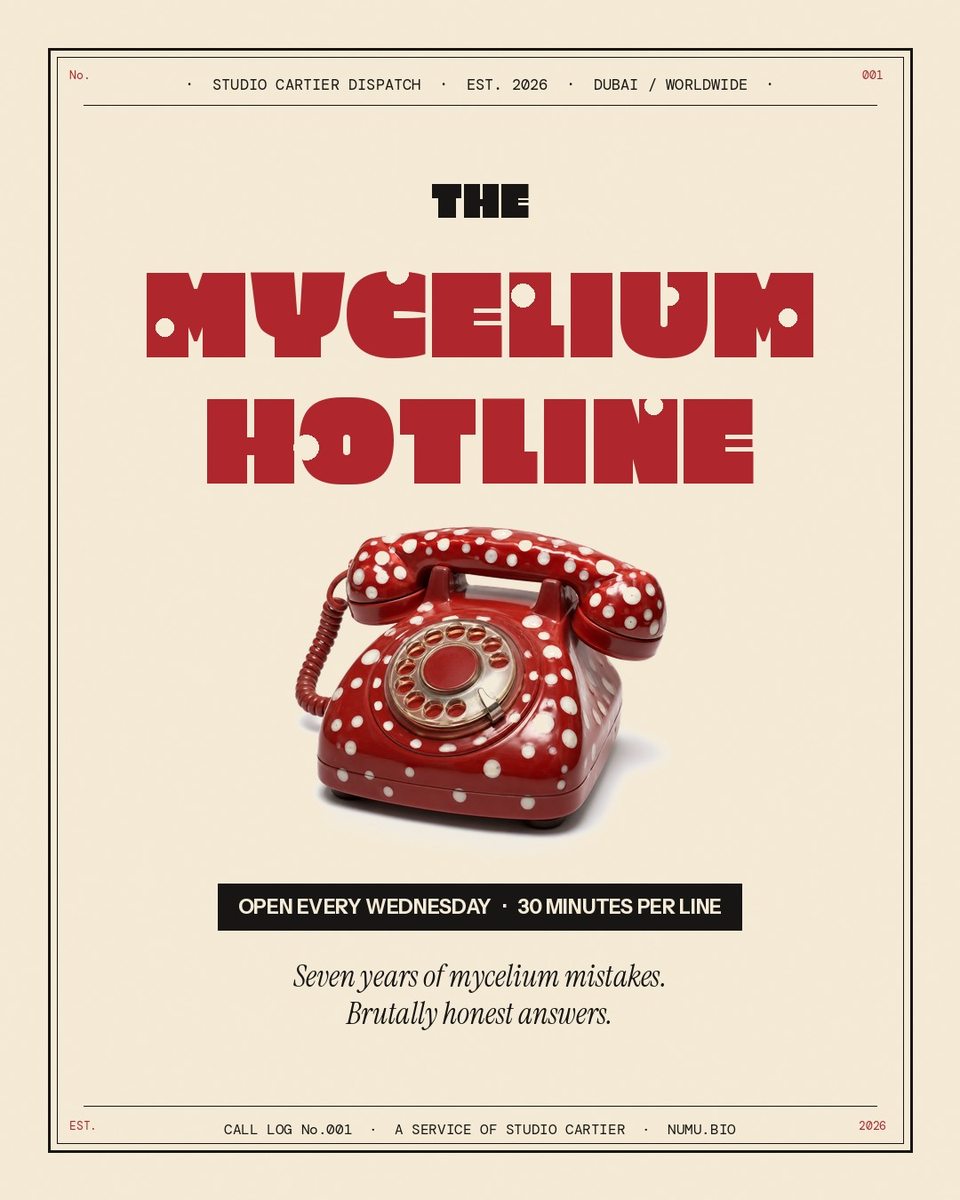 No.
· STUDIO CARTIER DISPATCH · EST. 2026 · DUBAI / WORLDWIDE ·
001
THE
MYCELIUM
HOTLINE
OPEN EVERY WEDNESDAY · 30 MINUTES PER LINE
Seven years of mycelium mistakes.
Brutally honest answers.
EST.
CALL LOG No.001 · A SERVICE OF STUDIO CARTIER · NUMU.BIO
2026